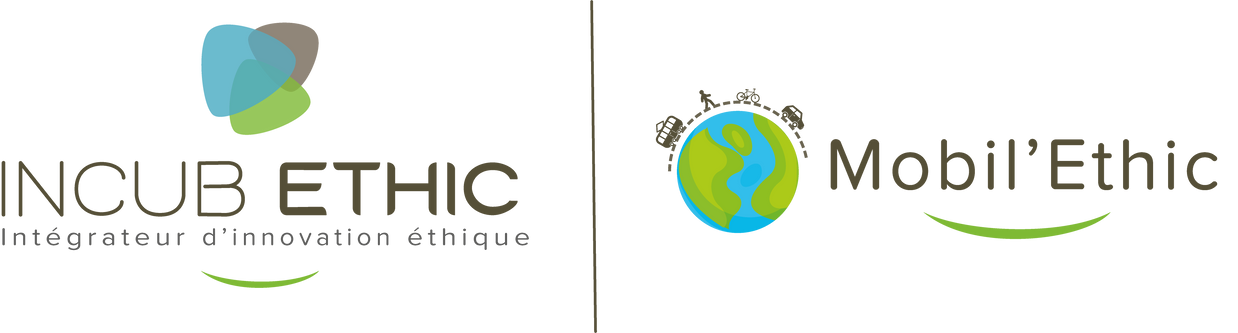 INCUB ETHIC
Intégrateur d'innovation éthique
Mobil'Ethic